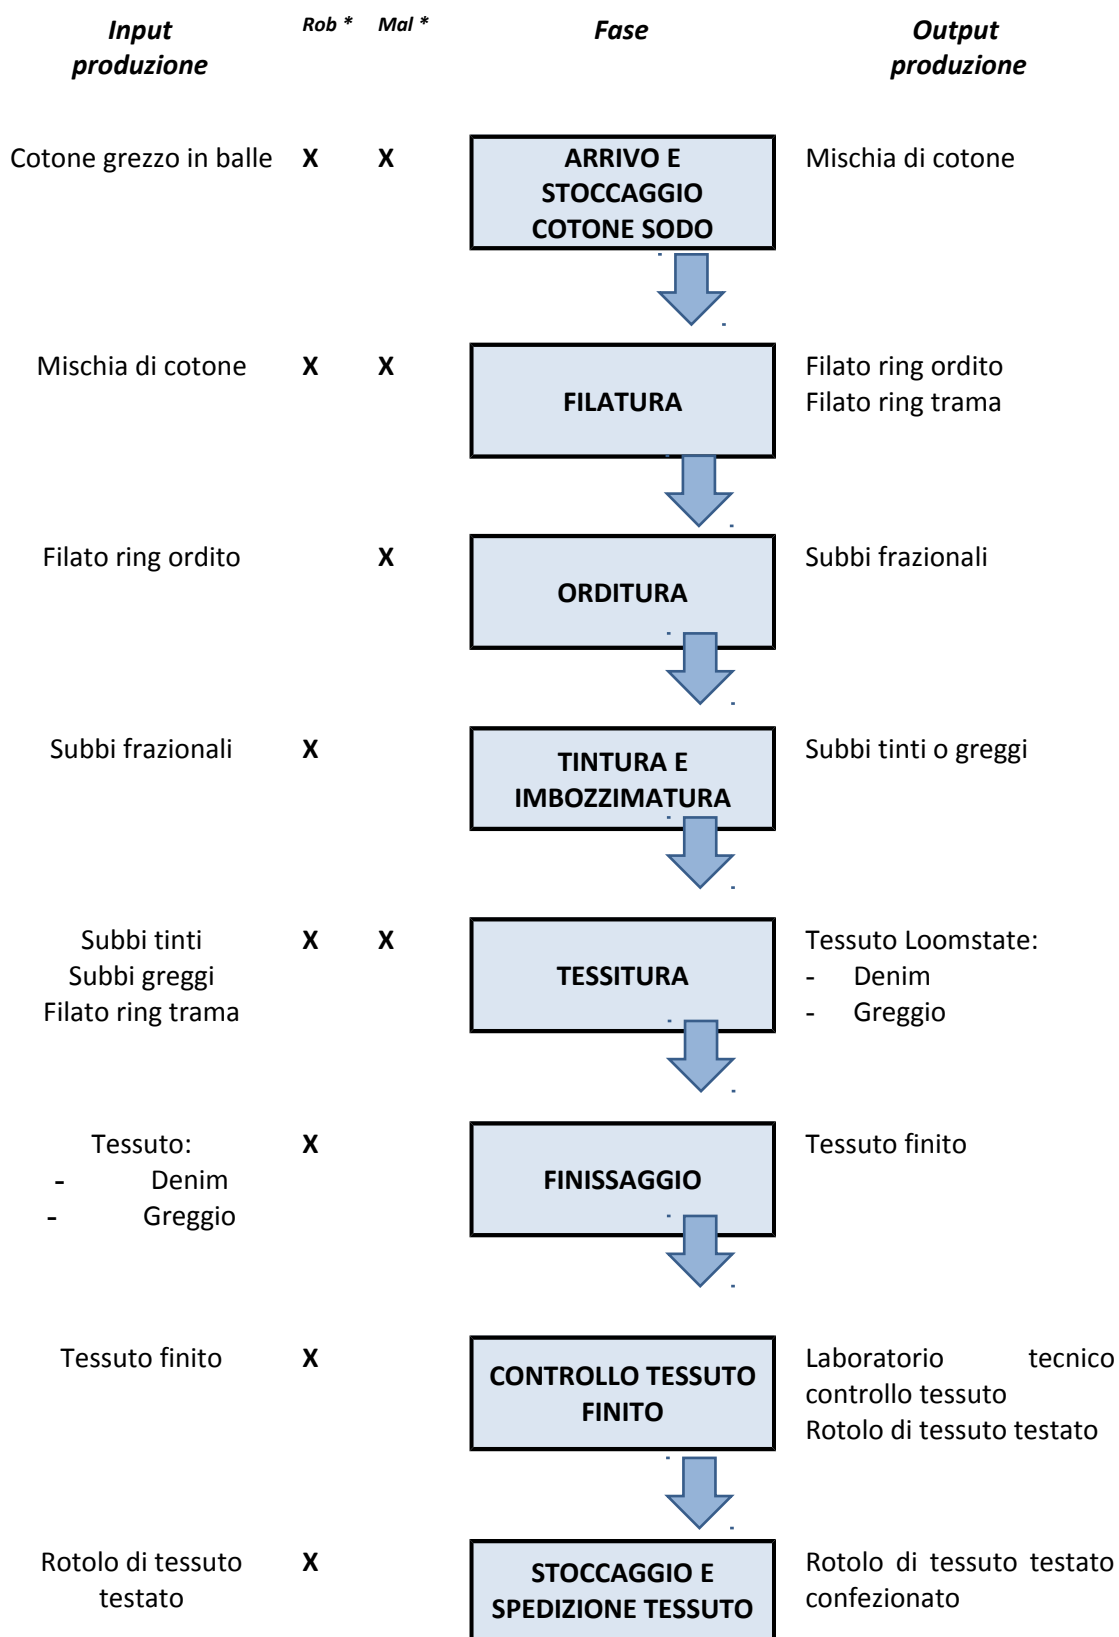 Input Rob * Mal * Fase Output
produzione produzione
Cotone grezzo in balle X X ARRIVO E Mischia di cotone
STOCCAGGIO
COTONE SODO
Mischia di cotone X X Filato ring ordito
FILATURA Filato ring trama
Filato ring ordito X Subbi frazionali
ORDITURA
Subbi frazionali X TINTURA E Subbi tinti o greggi
IMBOZZIMATURA
Subbi tinti X X Tessuto Loomstate:
Subbi greggi TESSITURA - Denim
Filato ring trama - Greggio
Tessuto: X Tessuto finito
- Denim FINISSAGGIO
- Greggio
Tessuto finito X CONTROLLO TESSUTO Laboratorio tecnico
FINITO controllo tessuto
Rotolo di tessuto testato
Rotolo di tessuto X STOCCAGGIO E Rotolo di tessuto testato
testato SPEDIZIONE TESSUTO confezionato